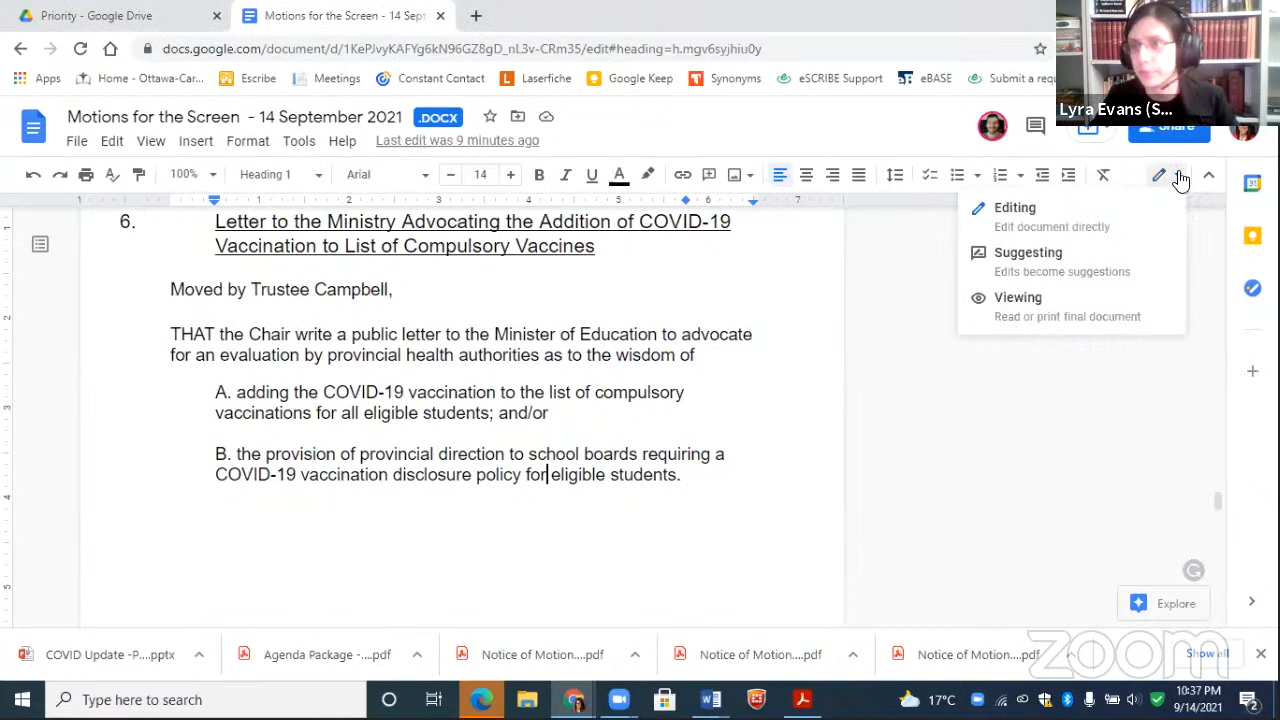 Priority - Google Drive
Motions for the Screen - 14 Sep
docs.google.com/document/d/1KePJvyKAFYg6kN96GZ8gD_nL3v-CRm35/edit#heading=h.mgv6syjhiu0y
Apps
Home - Ottawa-Car...
Escribe
Meetings
Constant Contact
Laserfiche
Google Keep
Synonyms
eSCRIBE Support
eBASE
Submit a requ
Lyra Evans (S...
Motions for the Screen - 14 September 2021 .DOCX
Share
File Edit View Insert Format Tools Help Last edit was 9 minutes ago
100% Heading 1 Arial 14
6. Letter to the Ministry Advocating the Addition of COVID-19
Vaccination to List of Compulsory Vaccines
Moved by Trustee Campbell,
THAT the Chair write a public letter to the Minister of Education to advocate
for an evaluation by provincial health authorities as to the wisdom of
A. adding the COVID-19 vaccination to the list of compulsory
vaccinations for all eligible students; and/or
B. the provision of provincial direction to school boards requiring a
COVID-19 vaccination disclosure policy for eligible students.
Editing
Edit document directly
Suggesting
Edits become suggestions
Viewing
Read or print final document
Explore
COVID Update -P....pptx
Agenda Package -....pdf
Notice of Motion....pdf
Notice of Motion....pdf
Notice of Motion....pdf
Show all
zoom
Type here to search
17°C
10:37 PM
9/14/2021
2